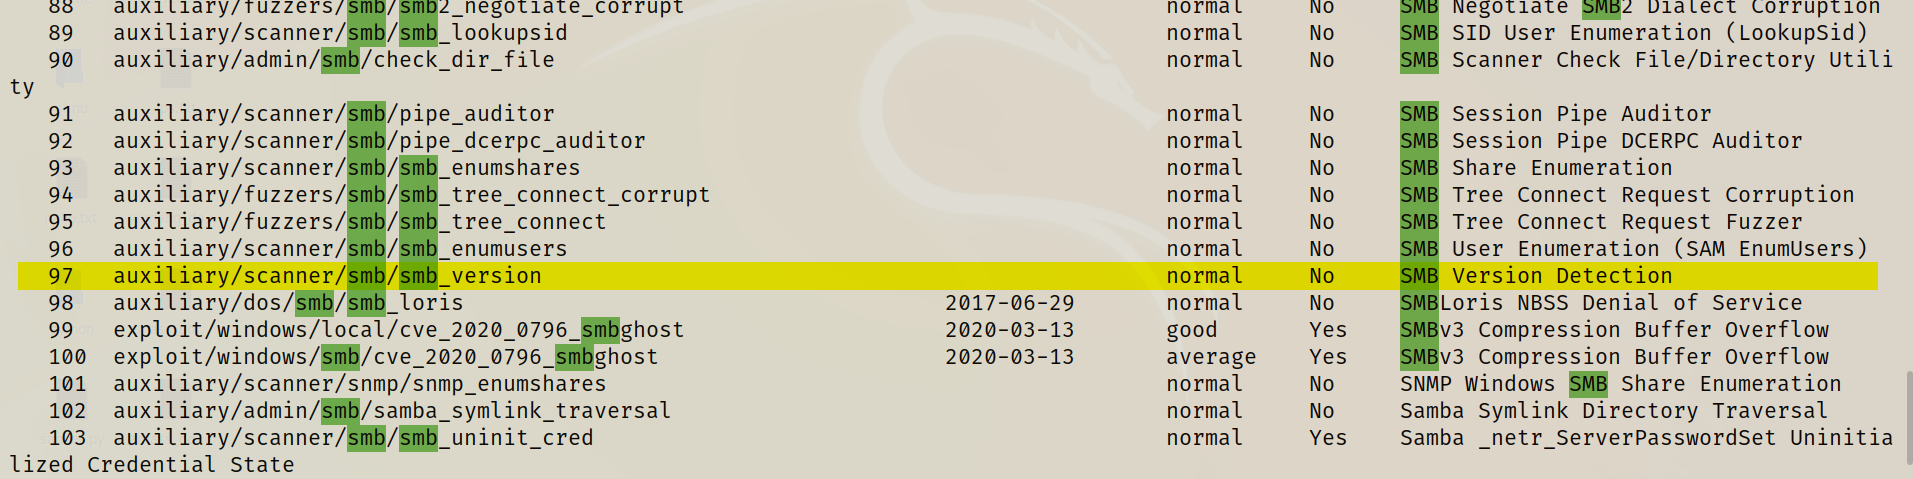 88 auxiliary/fuzzers/smb/smb2_negotiate_corrupt normal No SMB Negotiate SMB2 Dialect Corruption
89 auxiliary/scanner/smb/smb_lookupsid normal No SMB SID User Enumeration (LookupSid)
90 auxiliary/admin/smb/check_dir_file normal No SMB Scanner Check File/Directory Utili
ty
91 auxiliary/scanner/smb/pipe_auditor normal No SMB Session Pipe Auditor
92 auxiliary/scanner/smb/pipe_dcerpc_auditor normal No SMB Session Pipe DCERPC Auditor
93 auxiliary/scanner/smb/smb_enumshares normal No SMB Share Enumeration
94 auxiliary/fuzzers/smb/smb_tree_connect_corrupt normal No SMB Tree Connect Request Corruption
95 auxiliary/fuzzers/smb/smb_tree_connect normal No SMB Tree Connect Request Fuzzer
96 auxiliary/scanner/smb/smb_enumusers normal No SMB User Enumeration (SAM EnumUsers)
97 auxiliary/scanner/smb/smb_version normal No SMB Version Detection
98 auxiliary/dos/smb/smb_loris 2017-06-29 normal No SMBLoris NBSS Denial of Service
99 exploit/windows/local/cve_2020_0796_smbghost 2020-03-13 good Yes SMBv3 Compression Buffer Overflow
100 exploit/windows/smb/cve_2020_0796_smbghost 2020-03-13 average Yes SMBv3 Compression Buffer Overflow
101 auxiliary/scanner/snmp/snmp_enumshares normal No SNMP Windows SMB Share Enumeration
102 auxiliary/admin/smb/samba_symlink_traversal normal No Samba Symlink Directory Traversal
103 auxiliary/scanner/smb/smb_uninit_cred normal Yes Samba _netr_ServerPasswordSet Uninitia
lized Credential State